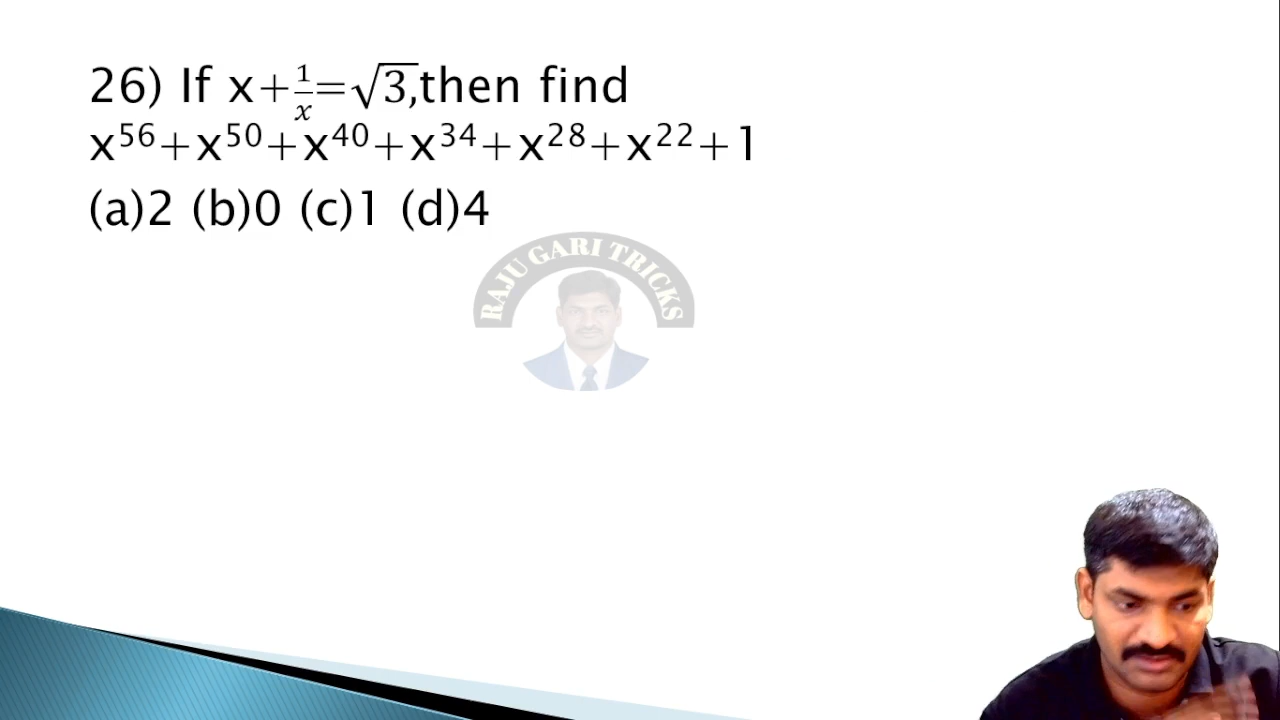 26) If x+1/x=√3,then find
x⁵⁶+x⁵⁰+x⁴⁰+x³⁴+x²⁸+x²²+1
(a)2 (b)0 (c)1 (d)4
RAJU GARI TRICKS